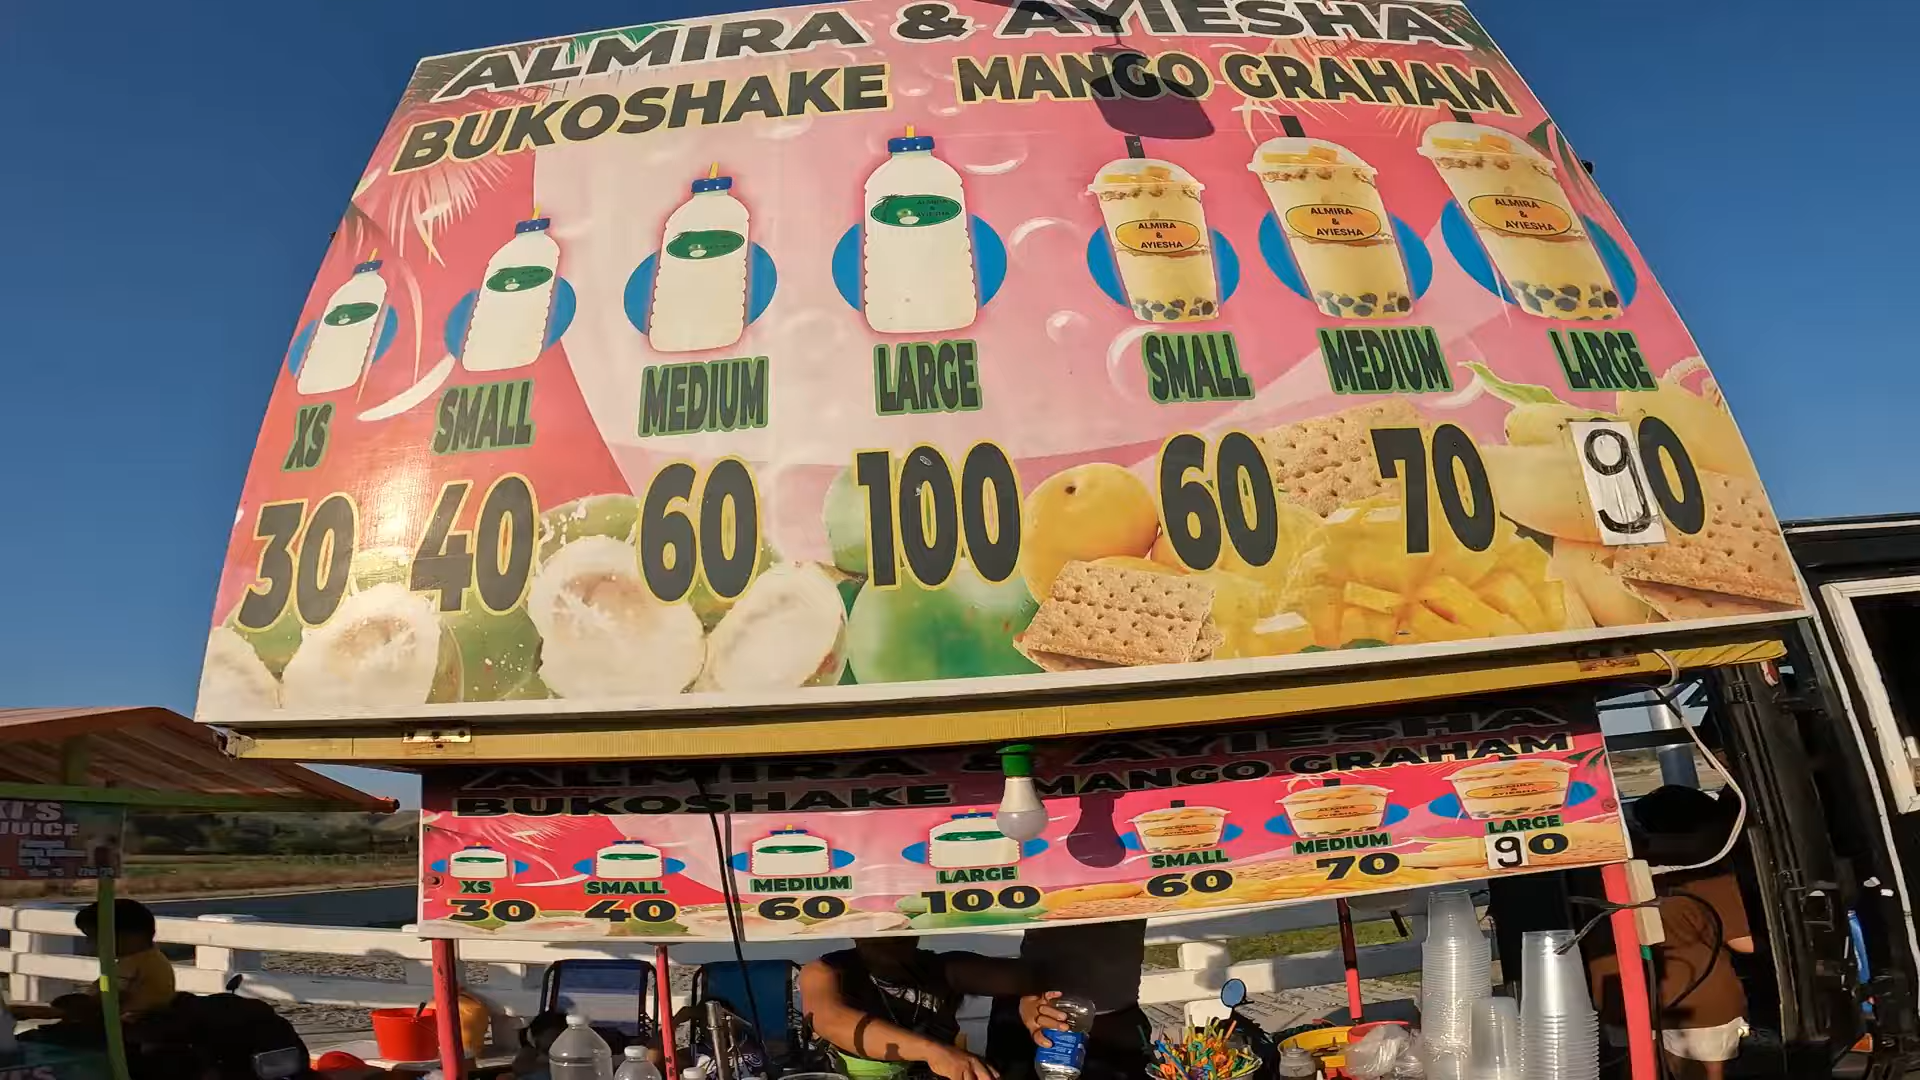 ALMIRA & AYIESHA
BUKOSHAKE MANGO GRAHAM
ALMIRA
&
AYIESHA
ALMIRA
&
AYIESHA
ALMIRA
&
AYIESHA
ALMIRA
&
AYIESHA
XS SMALL MEDIUM LARGE SMALL MEDIUM LARGE
30 40 60 100 60 70 90
ALMIRA & AYIESHA
BUKOSHAKE MANGO GRAHAM
XS SMALL MEDIUM LARGE SMALL MEDIUM LARGE
30 40 60 100 60 70 90
JUICE